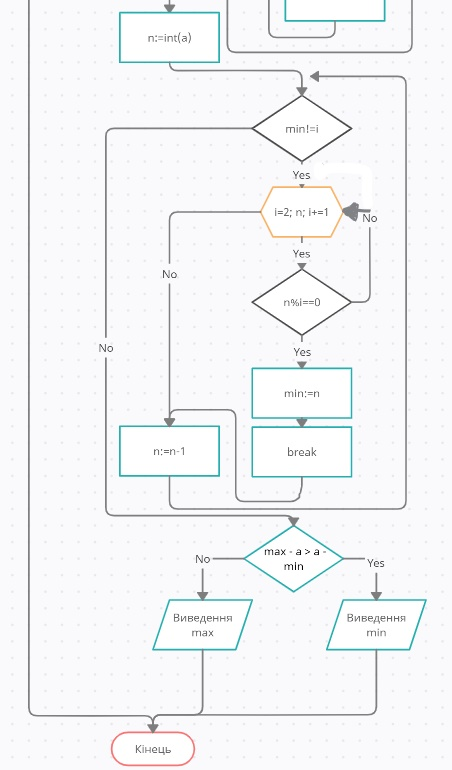 n:=int(a)
min!=i
Yes
i=2; n; i+=1
No
Yes
No
n%i==0
No
Yes
min:=n
n:=n-1
break
max - a > a -
min
No
Yes
Виведення
max
Виведення
min
Кінець